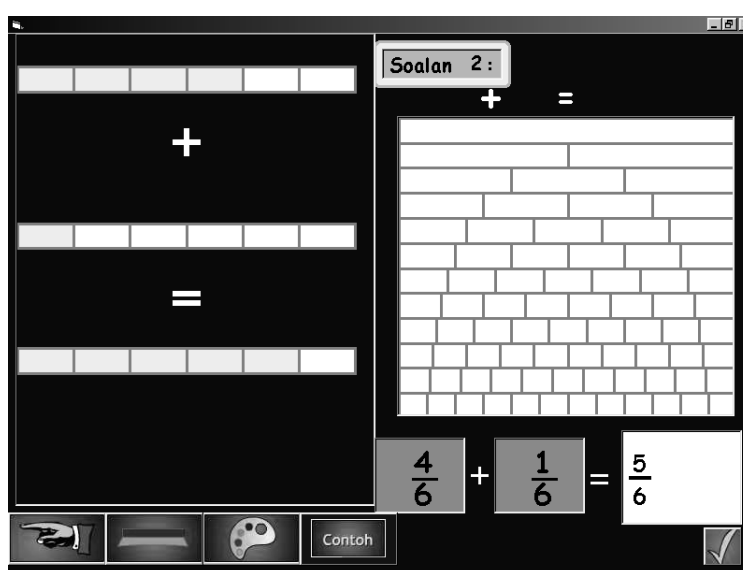 Soalan 2:
+ =
+
=
4/6 + 1/6 = 5/6
Contoh